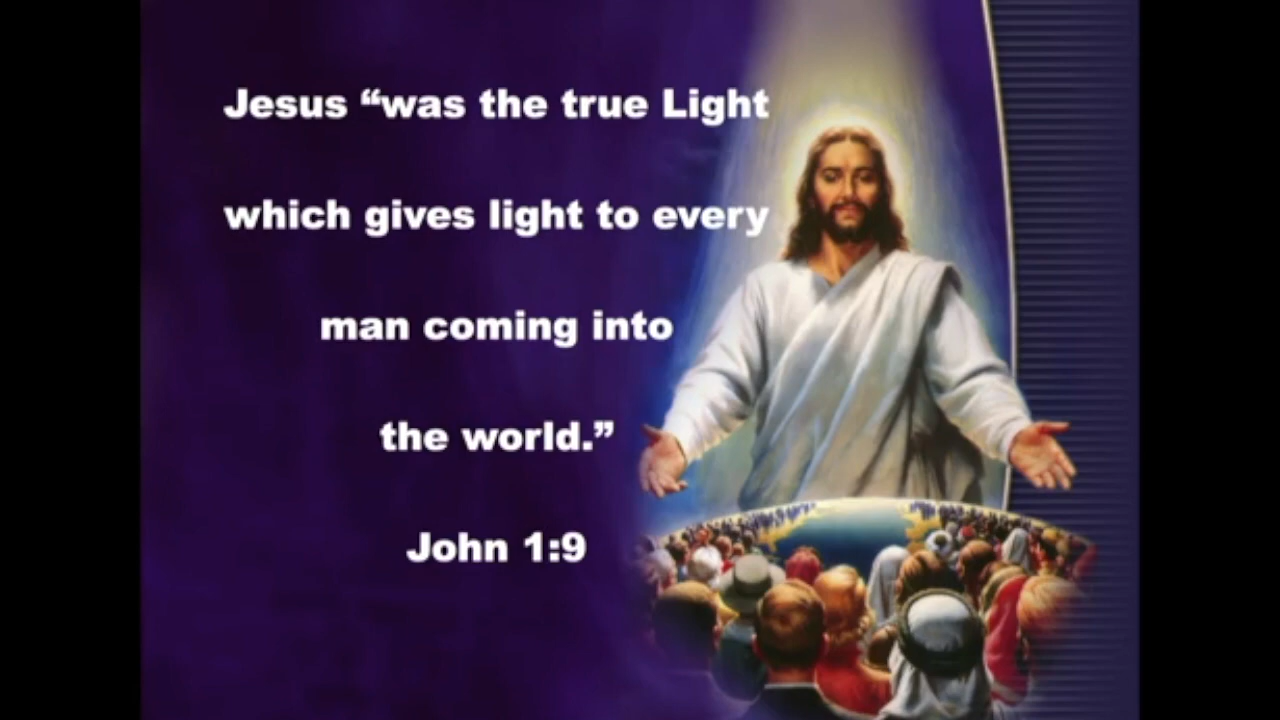 Jesus “was the true Light
which gives light to every
man coming into
the world.”
John 1:9